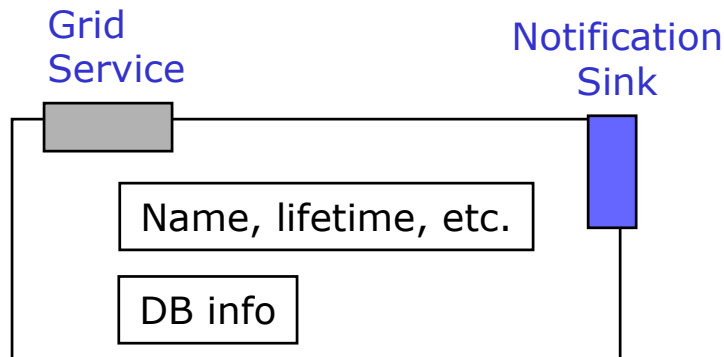 Grid
Service
Notification
Sink
Name, lifetime, etc.
DB info